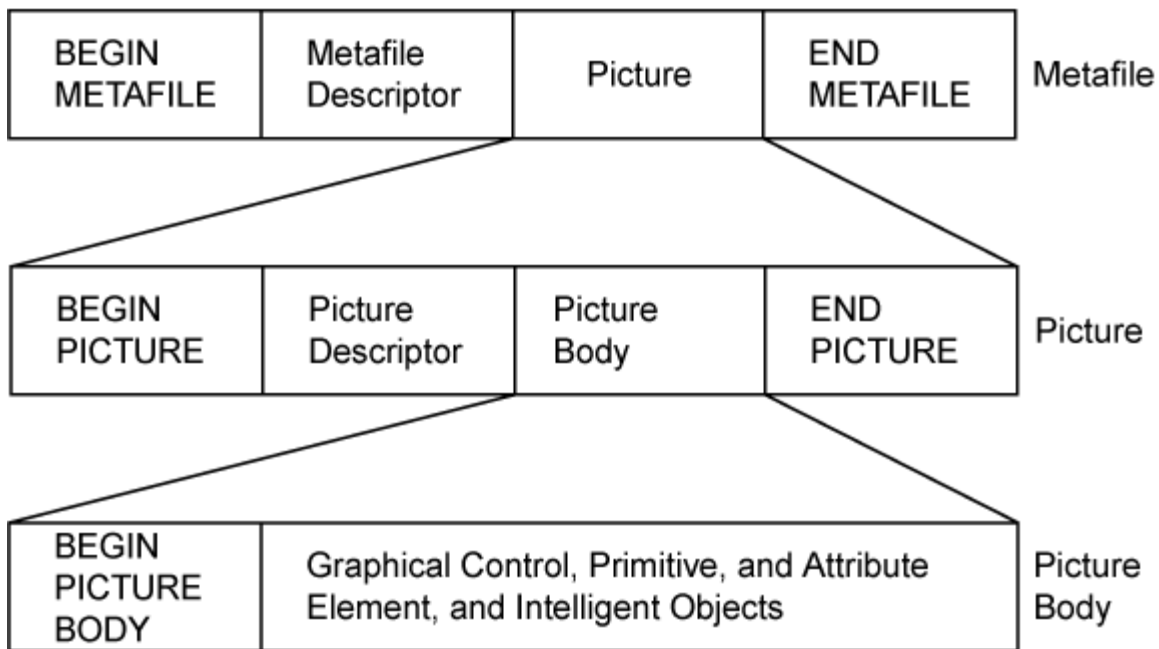 BEGIN
METAFILE
Metafile
Descriptor
Picture
END
METAFILE
Metafile
BEGIN
PICTURE
Picture
Descriptor
Picture
Body
END
PICTURE
Picture
BEGIN
PICTURE
BODY
Graphical Control, Primitive, and Attribute
Element, and Intelligent Objects
Picture
Body